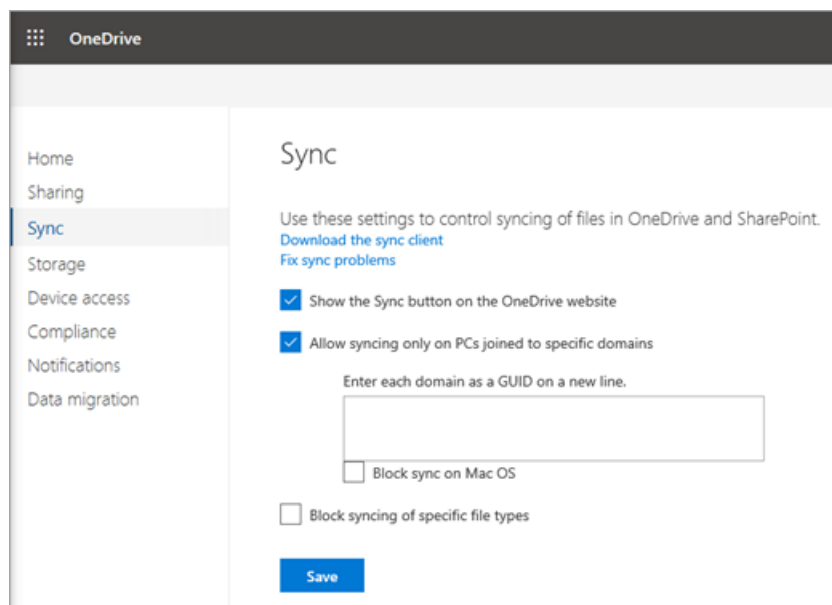 OneDrive
Home
Sharing
Sync
Storage
Device access
Compliance
Notifications
Data migration
Sync
Use these settings to control syncing of files in OneDrive and SharePoint.
Download the sync client
Fix sync problems
Show the Sync button on the OneDrive website
Allow syncing only on PCs joined to specific domains
Enter each domain as a GUID on a new line.
Block sync on Mac OS
Block syncing of specific file types
Save